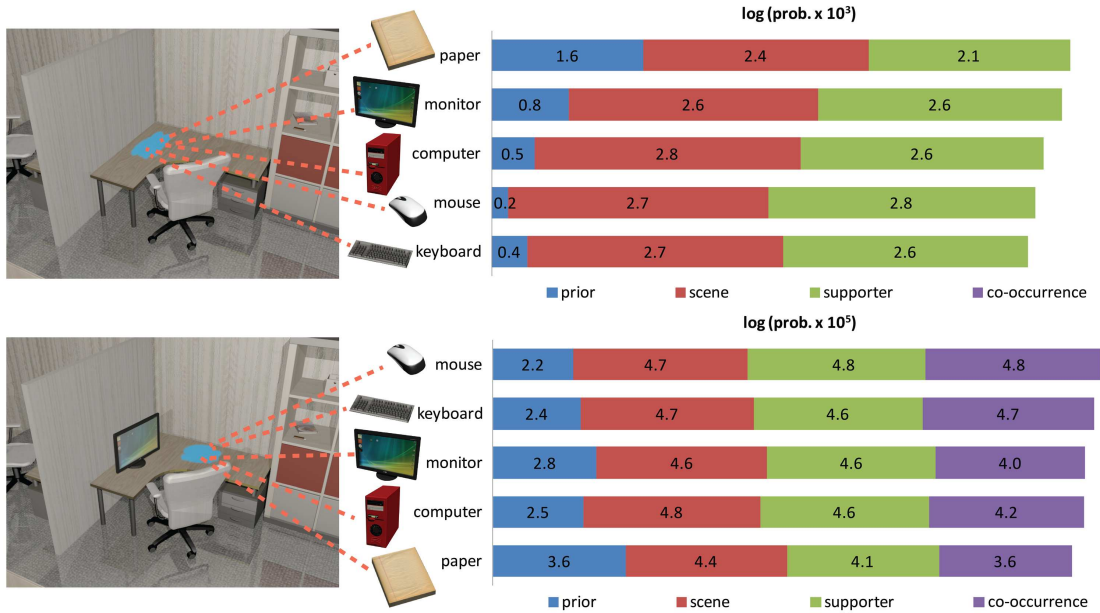 log (prob. x 10³)
paper 1.6 2.4 2.1
monitor 0.8 2.6 2.6
computer 0.5 2.8 2.6
mouse 0.2 2.7 2.8
keyboard 0.4 2.7 2.6
prior scene supporter co-occurrence
log (prob. x 10⁵)
mouse 2.2 4.7 4.8 4.8
keyboard 2.4 4.7 4.6 4.7
monitor 2.8 4.6 4.6 4.0
computer 2.5 4.8 4.6 4.2
paper 3.6 4.4 4.1 3.6
prior scene supporter co-occurrence